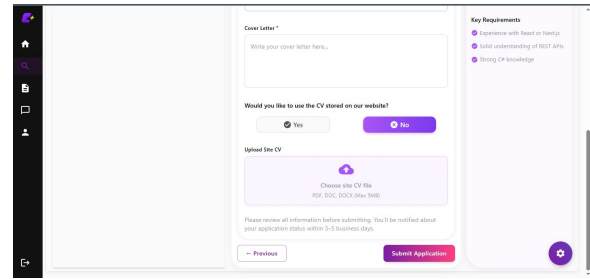 Cover Letter *
Write your cover letter here...
Would you like to use the CV stored on our website?
Yes
No
Upload Site CV
Choose site CV file
PDF, DOC, DOCX (Max 5MB)
Please review all information before submitting. You'll be notified about
your application status within 3-5 business days.
← Previous
Submit Application
Key Requirements
Experience with React or Next.js
Solid understanding of REST APIs
Strong C# knowledge